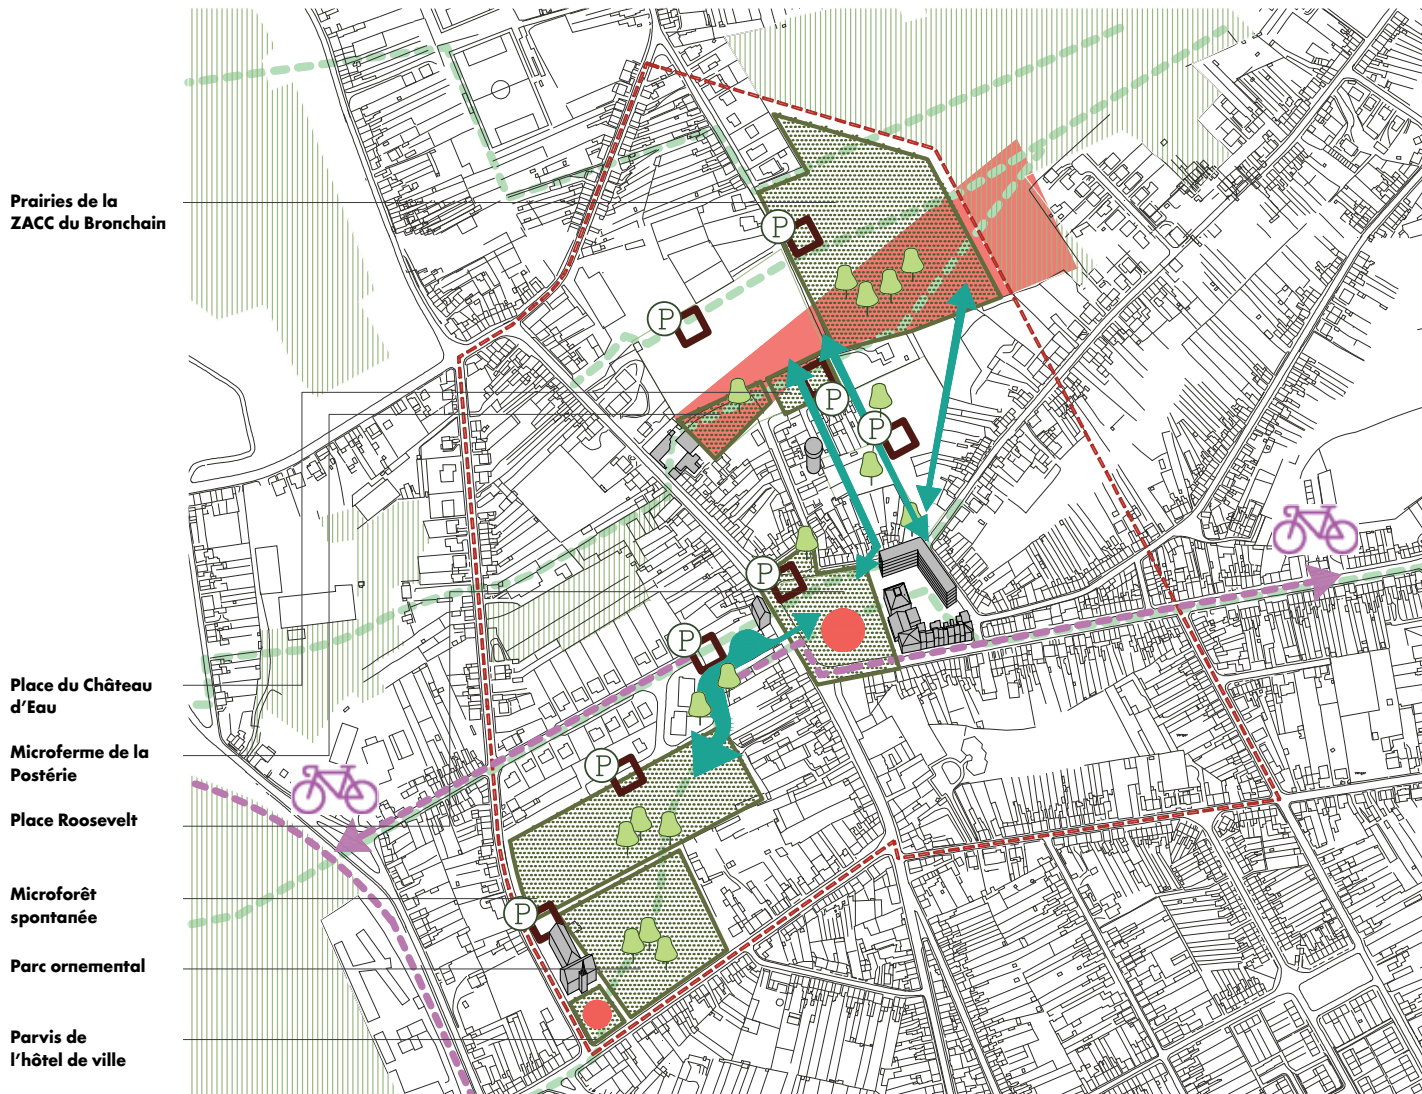 Prairies de la
ZACC du Bronchain
P
P
P
P
P
P
Place du Château
d'Eau
Microferme de la
Postérie
P
Place Roosevelt
Microforêt
spontanée
P
Parc ornemental
Parvis de
l'hôtel de ville